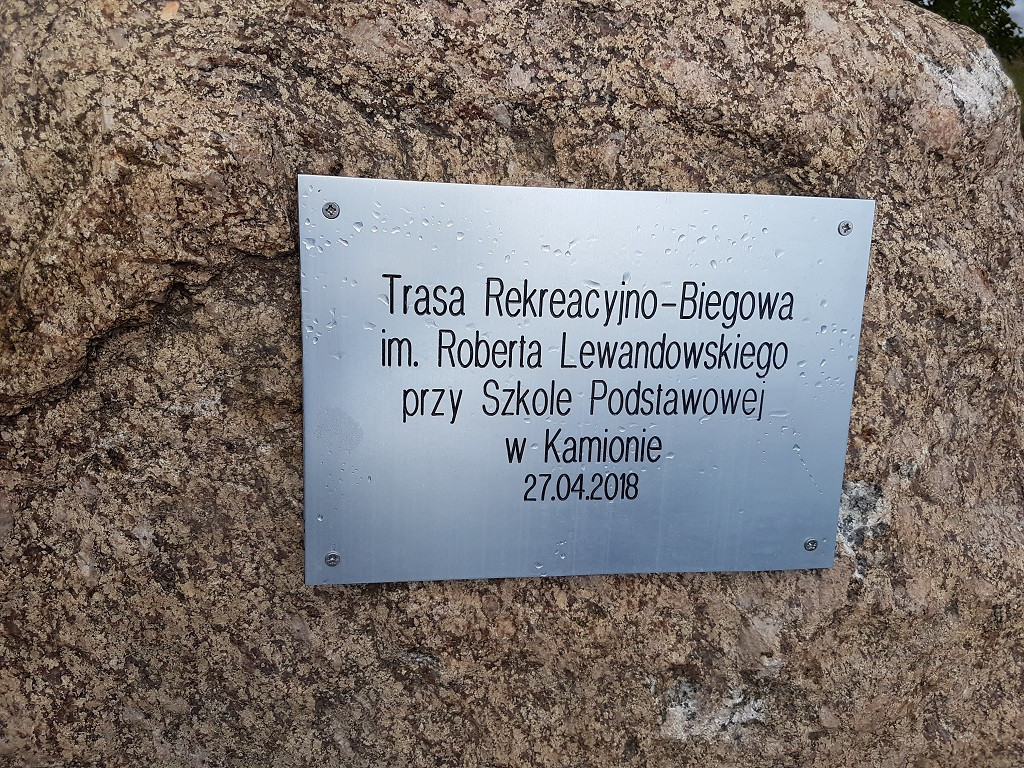 Trasa Rekreacyjno-Biegowa
im. Roberta Lewandowskiego
przy Szkole Podstawowej
w Kamionie
27.04.2018